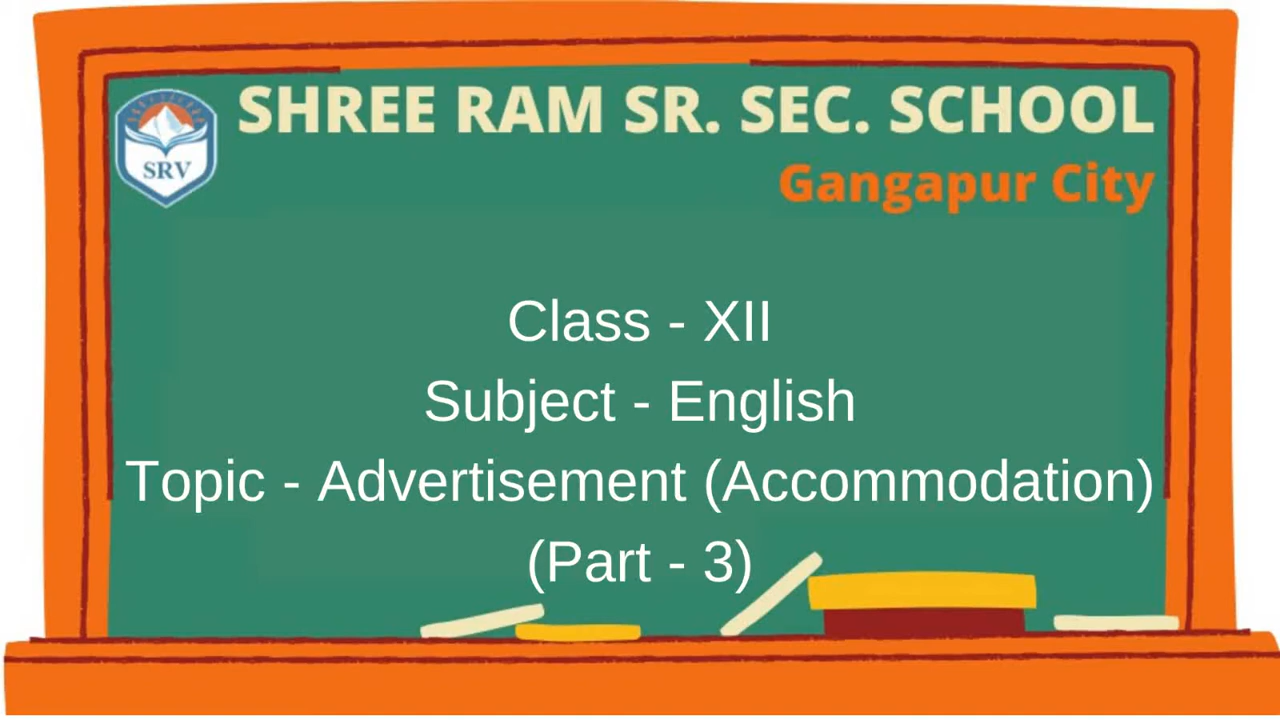 SHREE RAM SR. SEC. SCHOOL
Gangapur City
SRV
Class - XII
Subject - English
Topic - Advertisement (Accommodation)
(Part - 3)